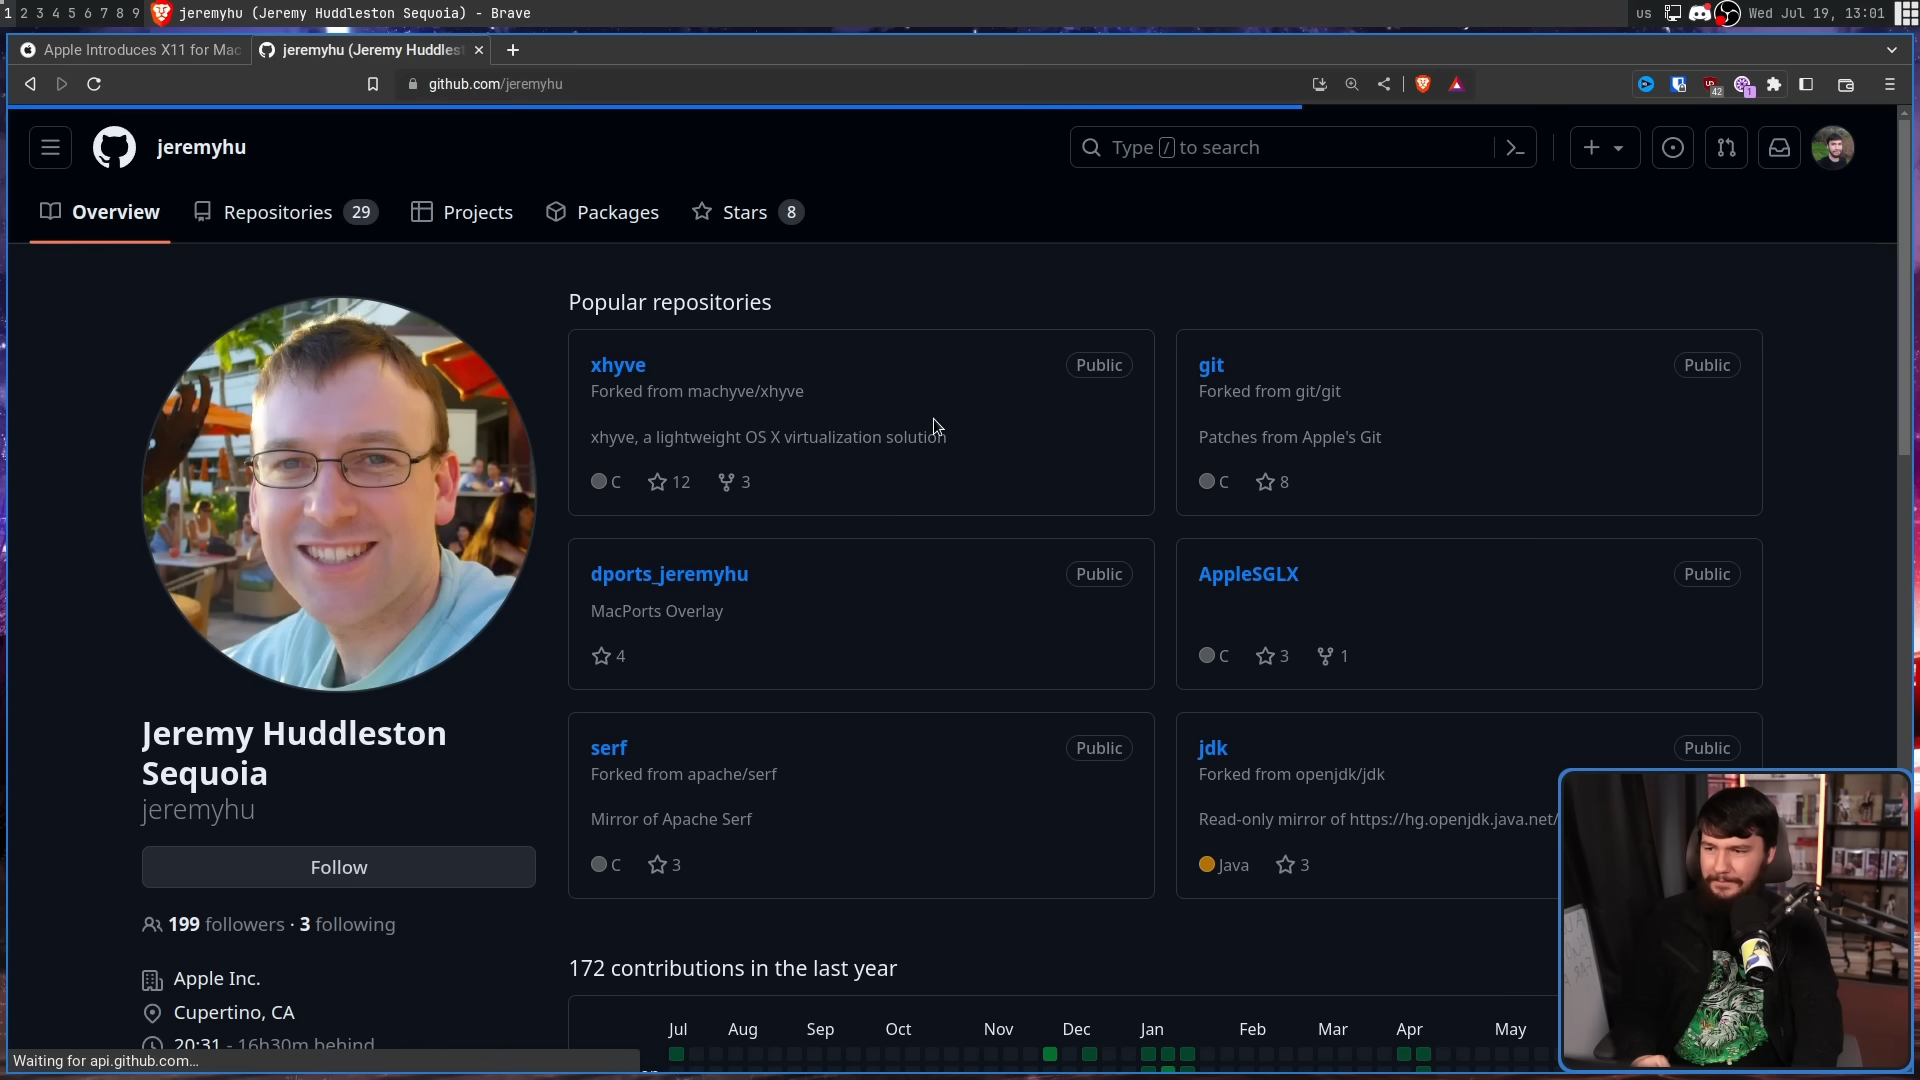 1 2 3 4 5 6 7 8 9 jeremyhu (Jeremy Huddleston Sequoia) - Brave
us Wed Jul 19, 13:01
Apple Introduces X11 for Mac
jeremyhu (Jeremy Huddlest
github.com/jeremyhu
42
1
jeremyhu
Type / to search
Overview
Repositories 29
Projects
Packages
Stars 8
Popular repositories
xhyve
Public
Forked from machyve/xhyve
xhyve, a lightweight OS X virtualization solution
C 12 3
git
Public
Forked from git/git
Patches from Apple's Git
C 8
dports_jeremyhu
Public
MacPorts Overlay
4
AppleSGLX
Public
C 3 1
serf
Public
Forked from apache/serf
Mirror of Apache Serf
C 3
jdk
Public
Forked from openjdk/jdk
Read-only mirror of https://hg.openjdk.java.net/
Java 3
Jeremy Huddleston
Sequoia
jeremyhu
Follow
199 followers · 3 following
Apple Inc.
Cupertino, CA
20:31 - 16h30m behind
172 contributions in the last year
Jul Aug Sep Oct Nov Dec Jan Feb Mar Apr May
Waiting for api.github.com...